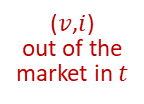 (v,i)
out of the
market in t